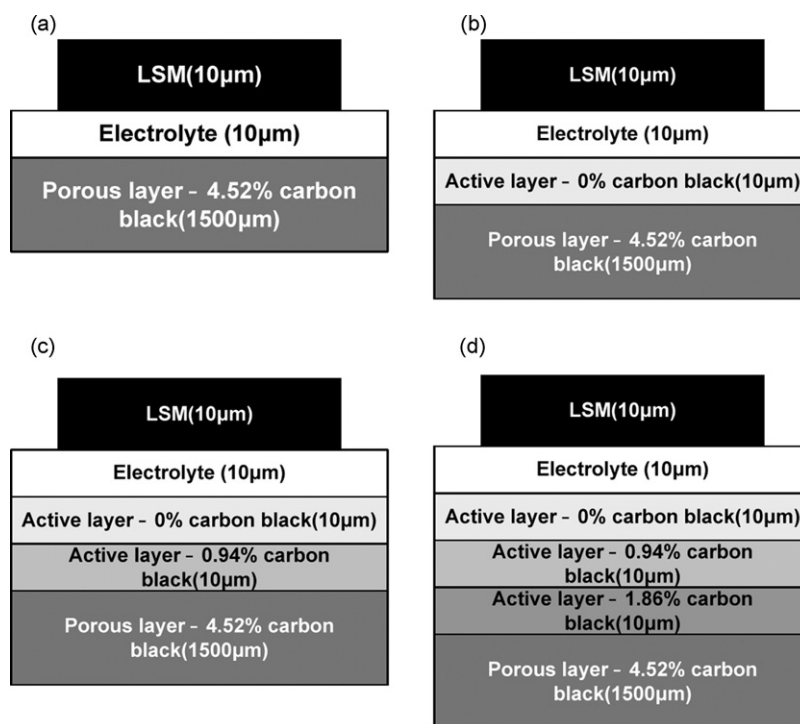 (a)
LSM(10μm)
Electrolyte (10μm)
Porous layer - 4.52% carbon
black(1500μm)
(b)
LSM(10μm)
Electrolyte (10μm)
Active layer - 0% carbon black(10μm)
Porous layer - 4.52% carbon
black(1500μm)
(c)
LSM(10μm)
Electrolyte (10μm)
Active layer - 0% carbon black(10μm)
Active layer - 0.94% carbon
black(10μm)
Porous layer - 4.52% carbon
black(1500μm)
(d)
LSM(10μm)
Electrolyte (10μm)
Active layer - 0% carbon black(10μm)
Active layer - 0.94% carbon
black(10μm)
Active layer - 1.86% carbon
black(10μm)
Porous layer - 4.52% carbon
black(1500μm)